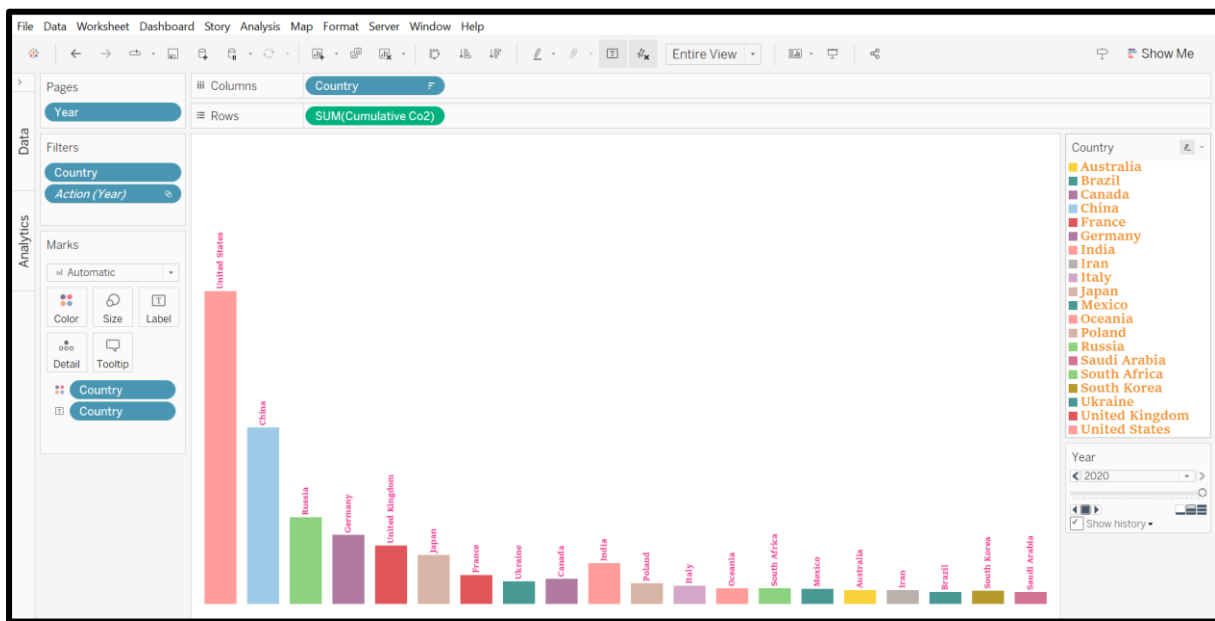 File Data Worksheet Dashboard Story Analysis Map Format Server Window Help
Entire View
Show Me
Data
Analytics
Pages
Year
Filters
Country
Action (Year)
Marks
Automatic
Color Size Label
Detail Tooltip
Country
Country
Columns Country
Rows SUM(Cumulative Co2)
United States
China
Russia
Germany
United Kingdom
Japan
France
Ukraine
Canada
India
Poland
Italy
Oceania
South Africa
Mexico
Australia
Iran
Brazil
South Korea
Saudi Arabia
Country
Australia
Brazil
Canada
China
France
Germany
India
Iran
Italy
Japan
Mexico
Oceania
Poland
Russia
Saudi Arabia
South Africa
South Korea
Ukraine
United Kingdom
United States
Year
2020
Show history